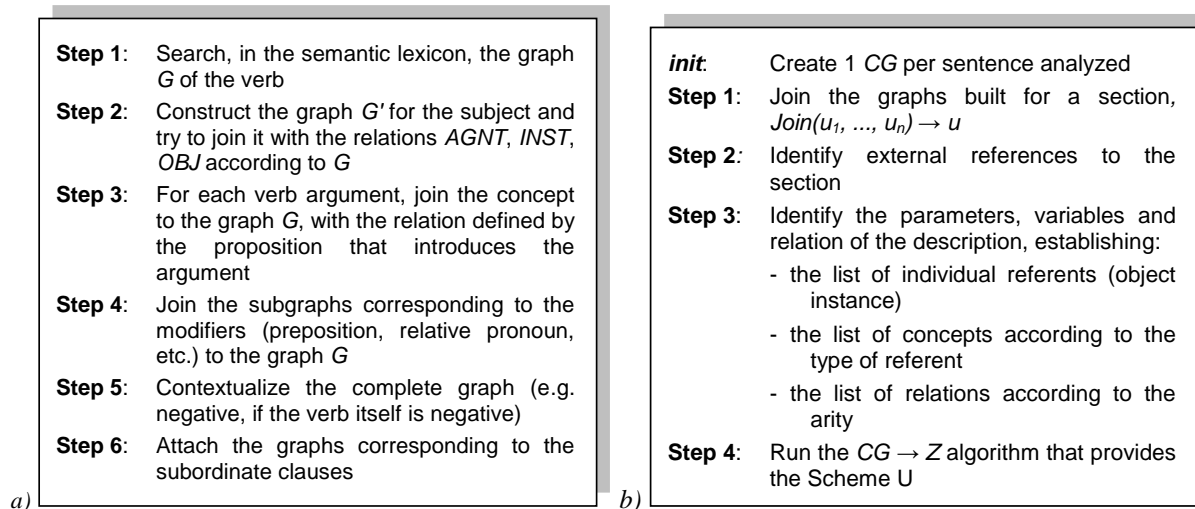 Step 1: Search, in the semantic lexicon, the graph
G of the verb
Step 2: Construct the graph G' for the subject and
try to join it with the relations AGNT, INST,
OBJ according to G
Step 3: For each verb argument, join the concept
to the graph G, with the relation defined by
the proposition that introduces the
argument
Step 4: Join the subgraphs corresponding to the
modifiers (preposition, relative pronoun,
etc.) to the graph G
Step 5: Contextualize the complete graph (e.g.
negative, if the verb itself is negative)
Step 6: Attach the graphs corresponding to the
subordinate clauses
a)
init: Create 1 CG per sentence analyzed
Step 1: Join the graphs built for a section,
Join(u1, ..., un) → u
Step 2: Identify external references to the
section
Step 3: Identify the parameters, variables and
relation of the description, establishing:
- the list of individual referents (object
instance)
- the list of concepts according to the
type of referent
- the list of relations according to the
arity
Step 4: Run the CG → Z algorithm that provides
the Scheme U
b)